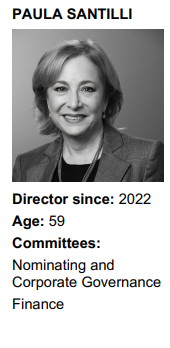 PAULA SANTILLI
Director since: 2022
Age: 59
Committees:
Nominating and
Corporate Governance
Finance